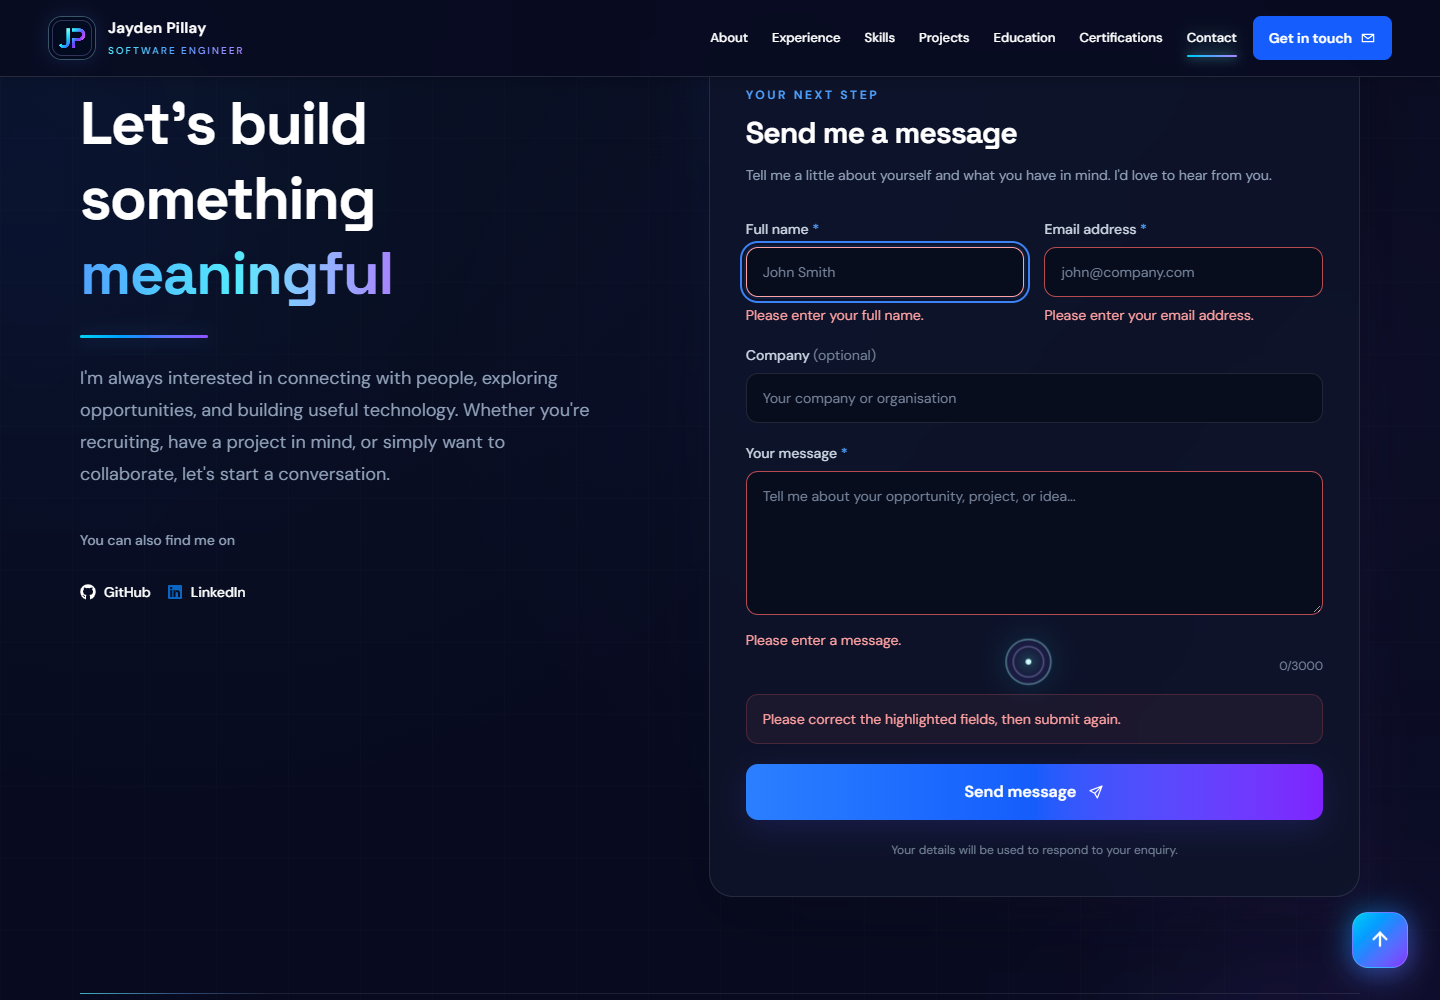 JP
Jayden Pillay
SOFTWARE ENGINEER
About
Experience
Skills
Projects
Education
Certifications
Contact
Get in touch
Let’s build
something
meaningful
I'm always interested in connecting with people, exploring
opportunities, and building useful technology. Whether you're
recruiting, have a project in mind, or simply want to
collaborate, let's start a conversation.
You can also find me on
GitHub
LinkedIn
YOUR NEXT STEP
Send me a message
Tell me a little about yourself and what you have in mind. I'd love to hear from you.
Full name *
John Smith
Please enter your full name.
Email address *
john@company.com
Please enter your email address.
Company (optional)
Your company or organisation
Your message *
Tell me about your opportunity, project, or idea...
Please enter a message.
0/3000
Please correct the highlighted fields, then submit again.
Send message
Your details will be used to respond to your enquiry.